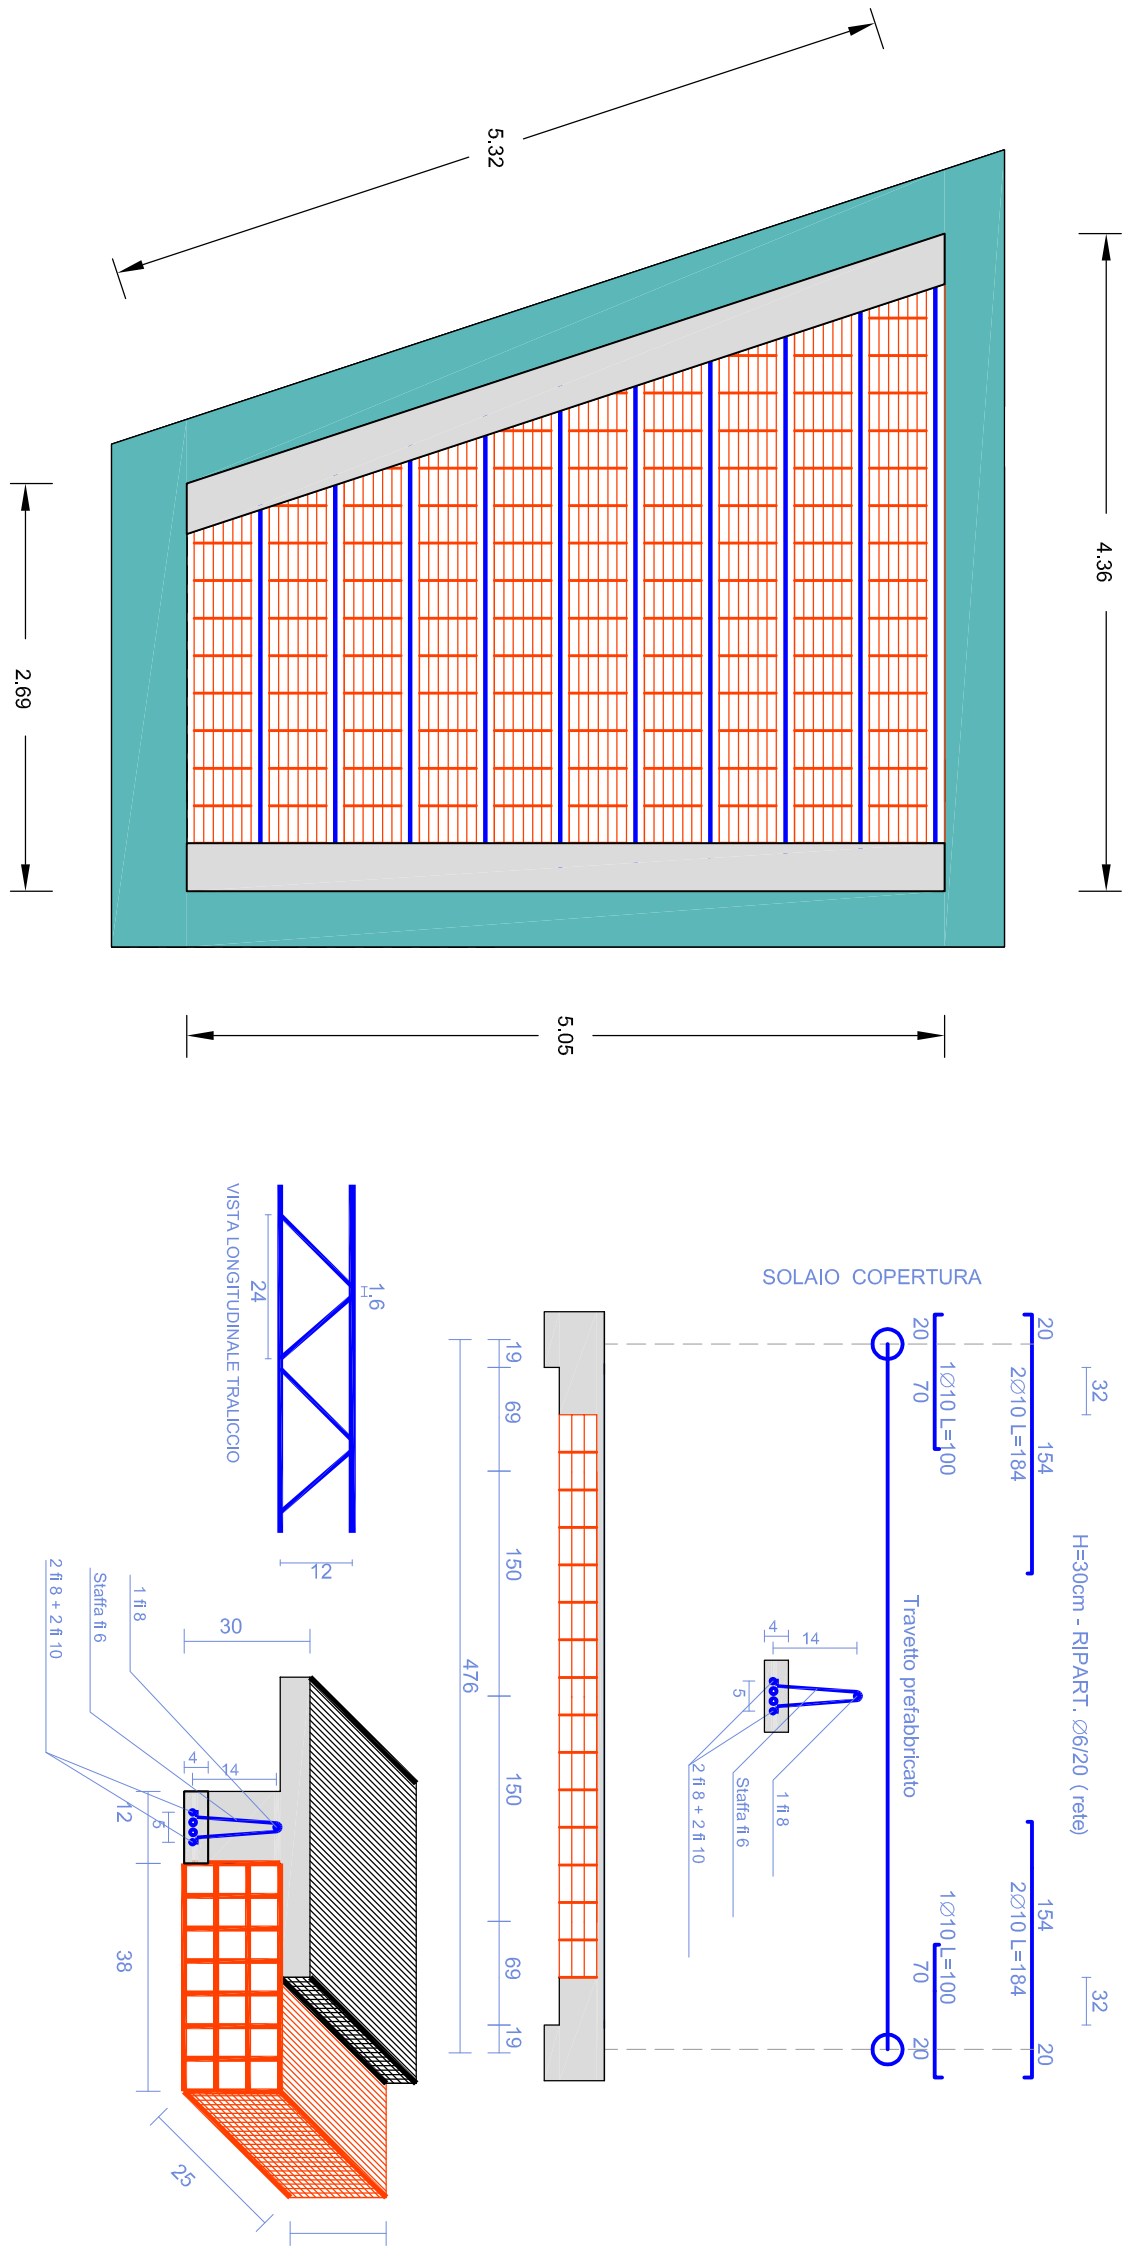 5.32
4.36
2.69
5.05
SOLAIO COPERTURA
H=30cm - RIPART. Ø6/20 ( rete)
32
32
20
154
154
20
2Ø10 L=184
2Ø10 L=184
1Ø10 L=100
1Ø10 L=100
20
70
70
20
Travetto prefabbricato
14
4
5
1 fi 8
Staffa fi 6
2 fi 8 + 2 fi 10
19
69
150
150
69
19
476
1,6
24
12
VISTA LONGITUDINALE TRALICCIO
30
1 fi 8
Staffa fi 6
2 fi 8 + 2 fi 10
4
14
5
12
38
25